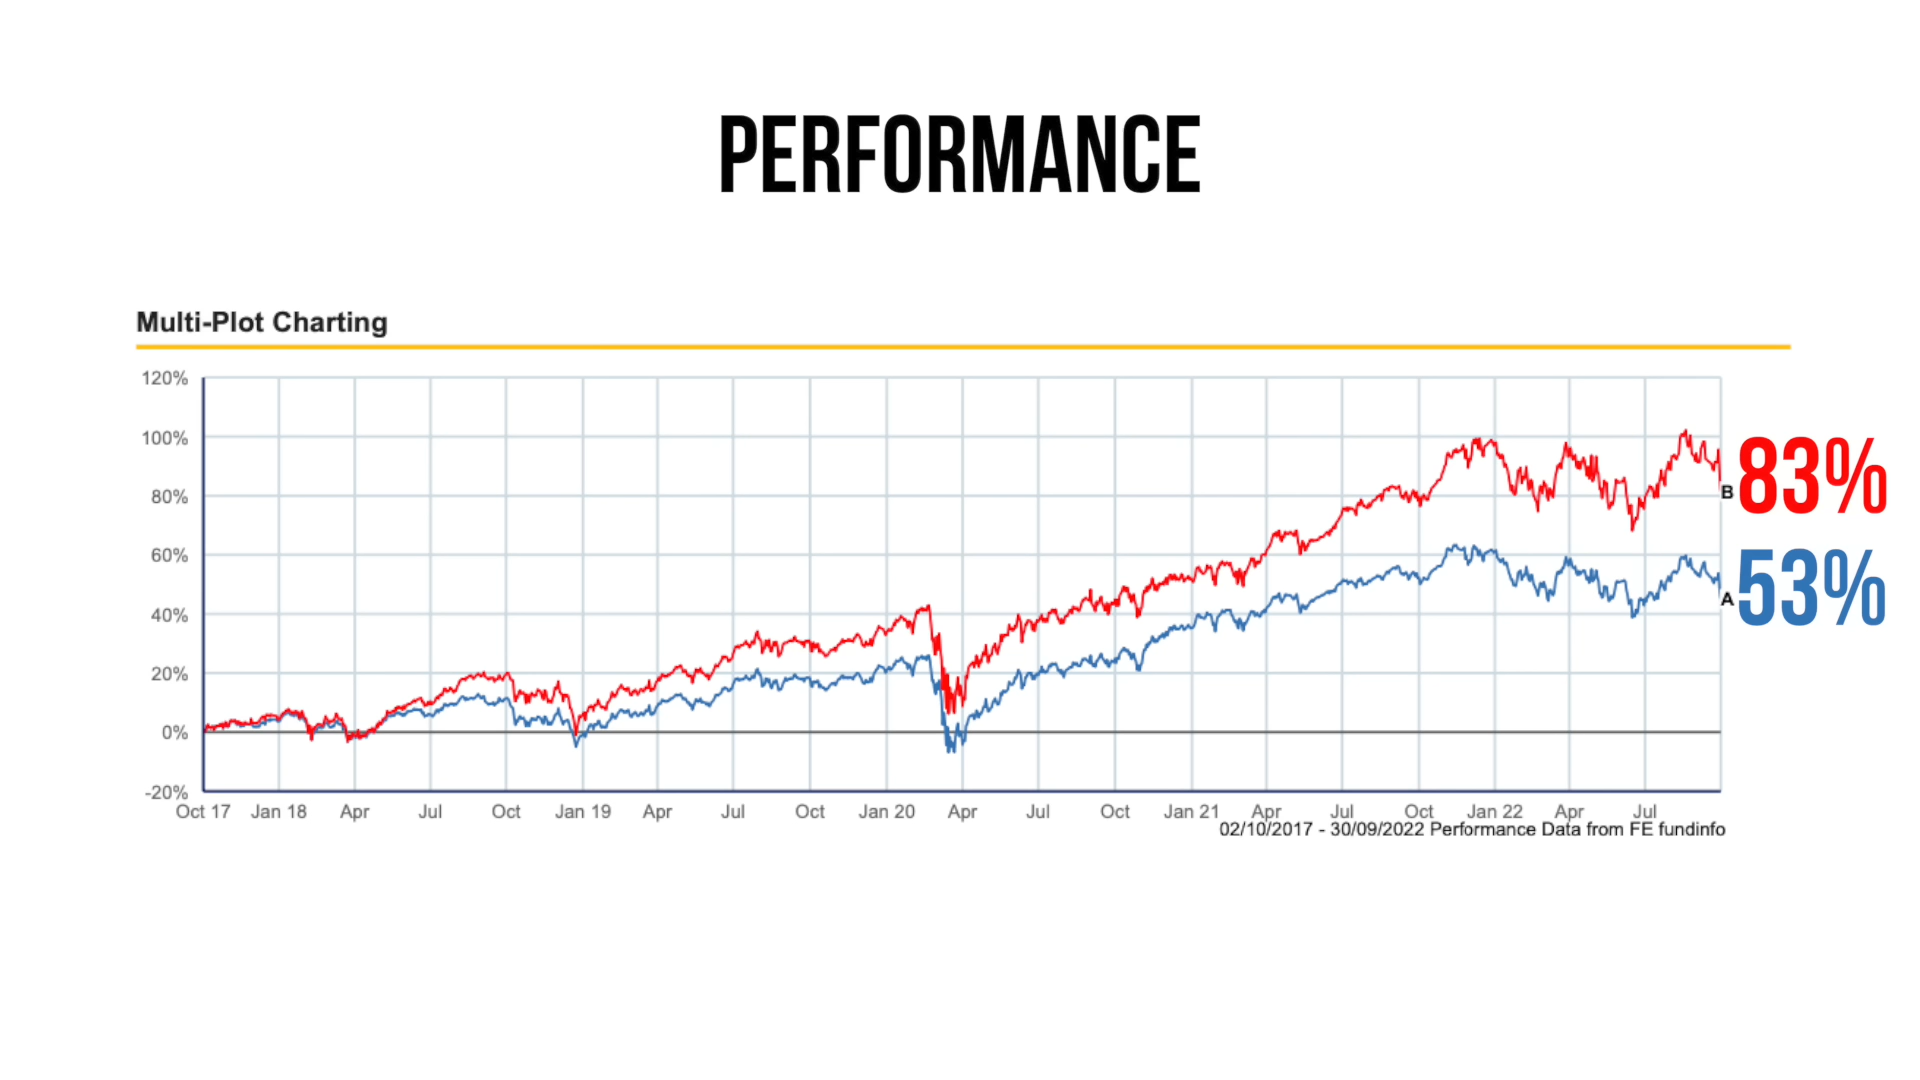 PERFORMANCE
Multi-Plot Charting
120%
100%
80%
60%
40%
20%
0%
-20%
B 83%
A 53%
Oct 17 Jan 18 Apr Jul Oct Jan 19 Apr Jul Oct Jan 20 Apr Jul Oct Jan 21 Apr Jul Oct Jan 22 Apr Jul
02/10/2017 - 30/09/2022 Performance Data from FE fundinfo